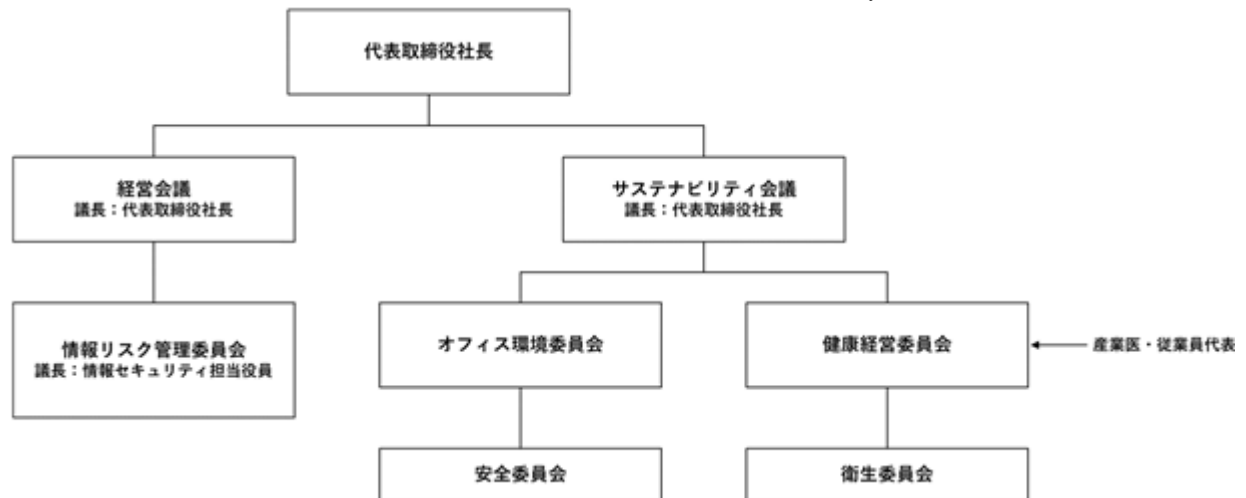 代表取締役社長
経営会議
議長：代表取締役社長
サステナビリティ会議
議長：代表取締役社長
情報リスク管理委員会
議長：情報セキュリティ担当役員
オフィス環境委員会
健康経営委員会
産業医・従業員代表
安全委員会
衛生委員会